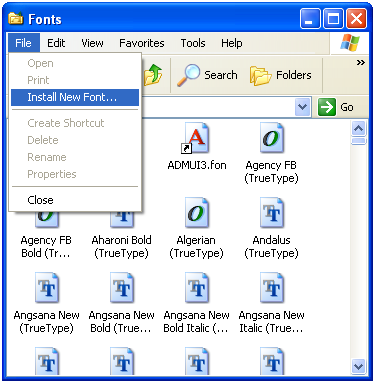 Fonts
File Edit View Favorites Tools Help
Open
Print
Install New Font...
Create Shortcut
Delete
Rename
Properties
Close
Search
Folders
Go
ADMUI3.fon
Agency FB
(TrueType)
Agency FB
Bold (Tr...
Aharoni Bold
(TrueType)
Algerian
(TrueType)
Andalus
(TrueType)
Angsana New
(TrueType)
Angsana New
Bold (True...
Angsana New
Bold Italic (...
Angsana New
Italic (True...